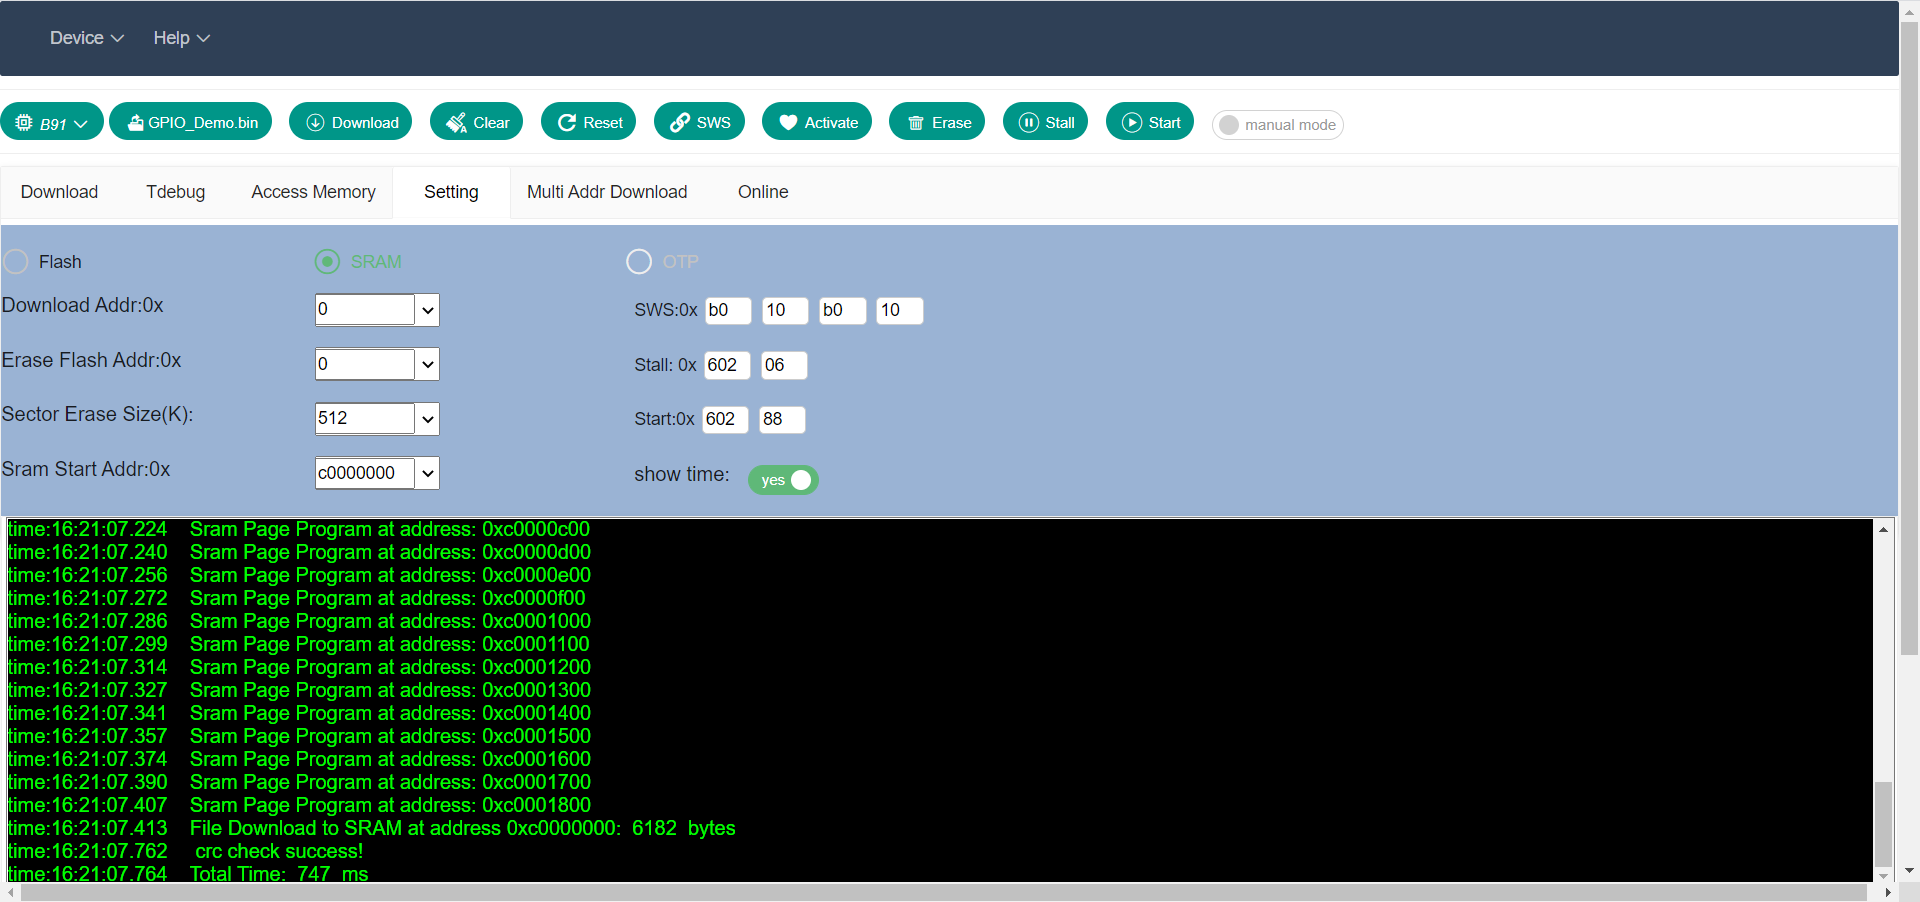 Device Help
B91 GPIO_Demo.bin Download Clear Reset SWS Activate Erase Stall Start manual mode
Download Tdebug Access Memory Setting Multi Addr Download Online
Flash SRAM OTP
Download Addr:0x 0 SWS:0x b0 10 b0 10
Erase Flash Addr:0x 0 Stall: 0x 602 06
Sector Erase Size(K): 512 Start:0x 602 88
Sram Start Addr:0x c0000000 show time: yes
time:16:21:07.224 Sram Page Program at address: 0xc0000c00
time:16:21:07.240 Sram Page Program at address: 0xc0000d00
time:16:21:07.256 Sram Page Program at address: 0xc0000e00
time:16:21:07.272 Sram Page Program at address: 0xc0000f00
time:16:21:07.286 Sram Page Program at address: 0xc0001000
time:16:21:07.299 Sram Page Program at address: 0xc0001100
time:16:21:07.314 Sram Page Program at address: 0xc0001200
time:16:21:07.327 Sram Page Program at address: 0xc0001300
time:16:21:07.341 Sram Page Program at address: 0xc0001400
time:16:21:07.357 Sram Page Program at address: 0xc0001500
time:16:21:07.374 Sram Page Program at address: 0xc0001600
time:16:21:07.390 Sram Page Program at address: 0xc0001700
time:16:21:07.407 Sram Page Program at address: 0xc0001800
time:16:21:07.413 File Download to SRAM at address 0xc0000000: 6182 bytes
time:16:21:07.762 crc check success!
time:16:21:07.764 Total Time: 747 ms